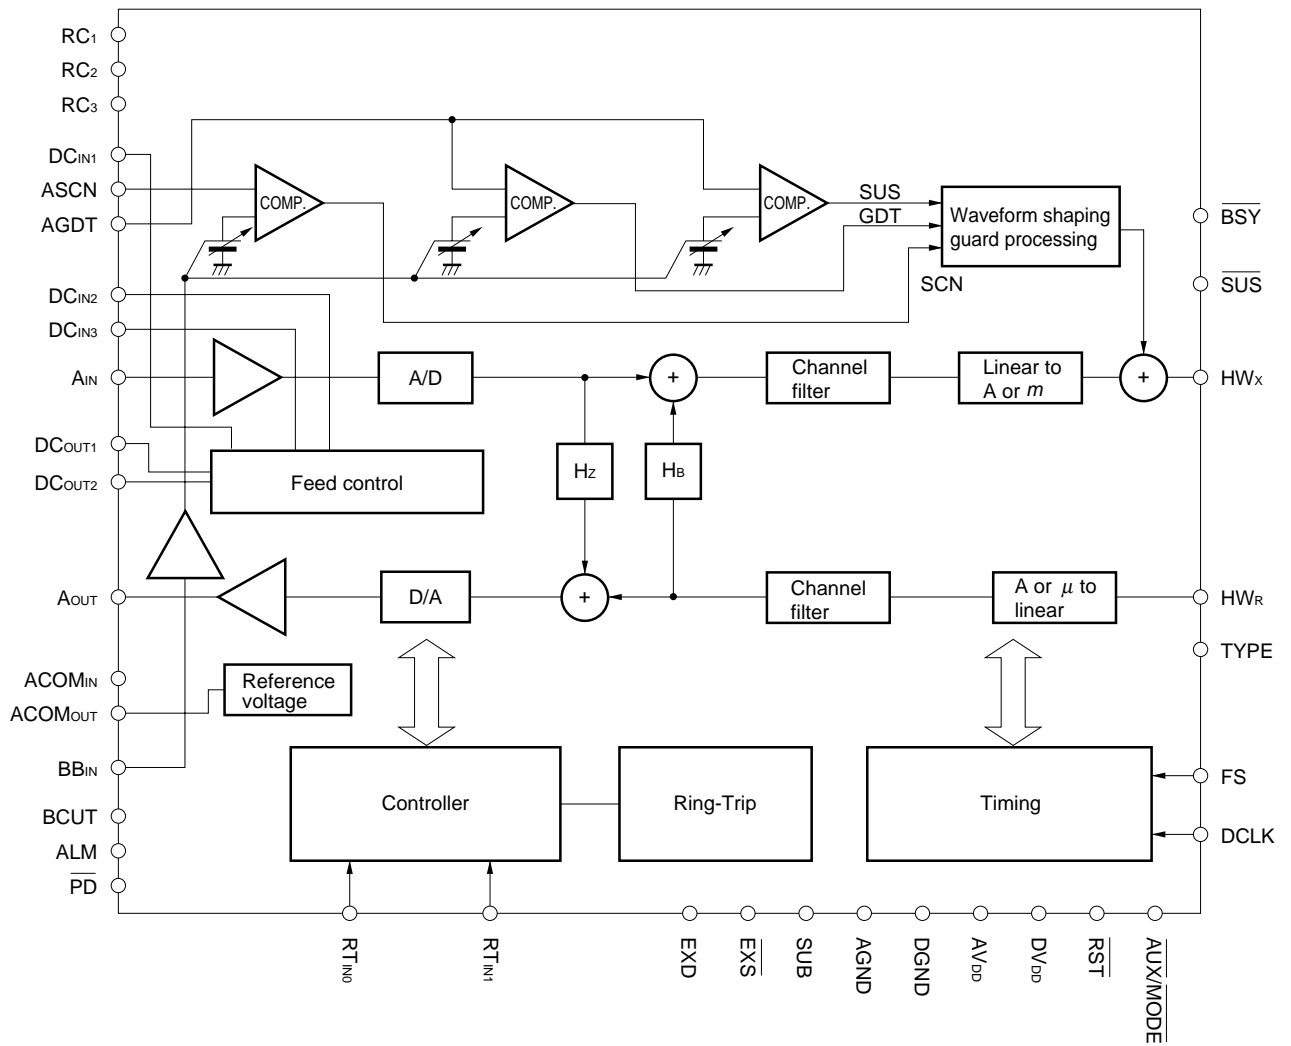 RC1
RC2
RC3
DCIN1
ASCN
AGDT
COMP.
COMP.
COMP.
SUS
GDT
SCN
Waveform shaping
guard processing
BSY
SUS
DCIN2
DCIN3
AIN
A/D
+
Channel
filter
Linear to
A or m
+
HWX
DCOUT1
DCOUT2
Feed control
HZ
HB
AOUT
D/A
+
Channel
filter
A or μ to
linear
HWR
TYPE
ACOMIN
ACOMOUT
Reference
voltage
BBIN
BCUT
ALM
PD
Controller
Ring-Trip
Timing
FS
DCLK
RTIN0
RTIN1
EXD
EXS
SUB
AGND
DGND
AVDD
DVDD
RST
AUX/MODE